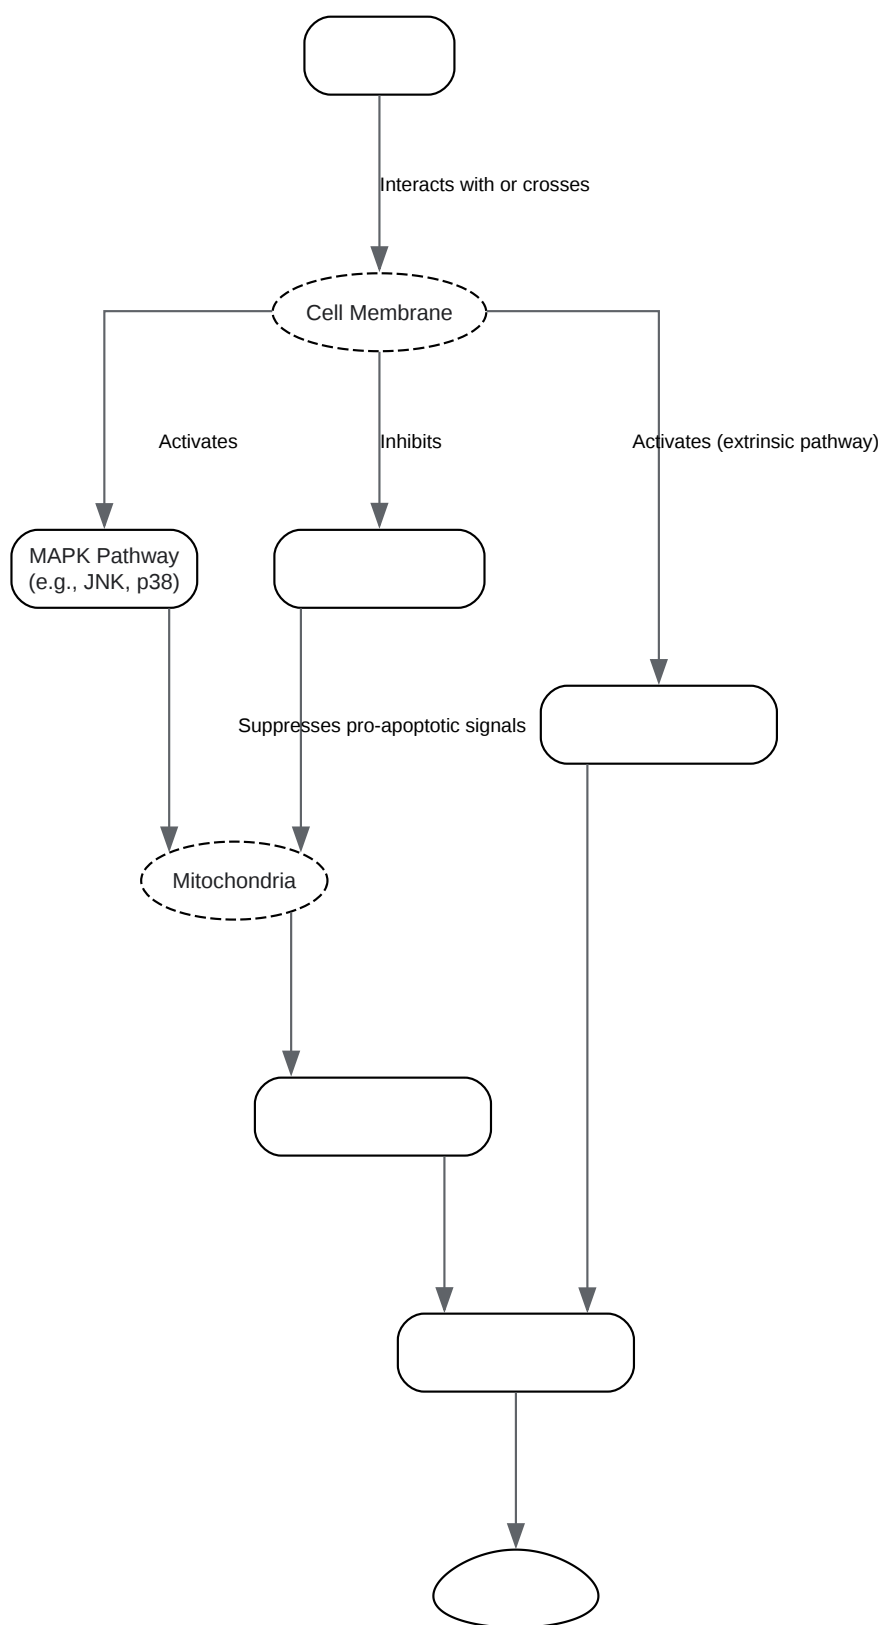 Interacts with or crosses
Cell Membrane
Activates
Inhibits
Activates (extrinsic pathway)
MAPK Pathway
(e.g., JNK, p38)
Suppresses pro-apoptotic signals
Mitochondria